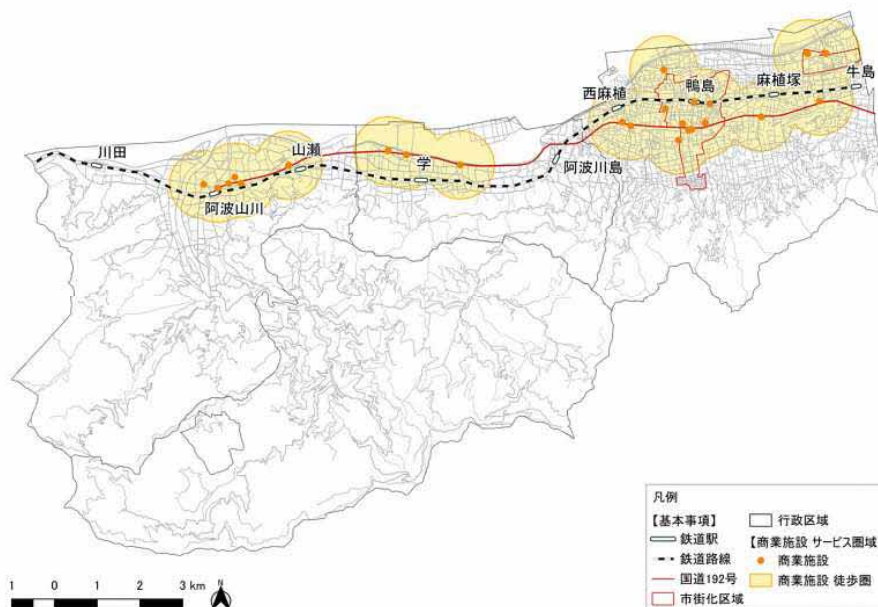 鴨島
麻植塚
牛島
西麻植
阿波川島
学
山瀬
川田
阿波山川
凡例
【基本事項】
鉄道駅
鉄道路線
国道192号
市街化区域
行政区域
【商業施設 サービス圏域】
商業施設
商業施設 徒歩圏
1 0 1 2 3 km
N